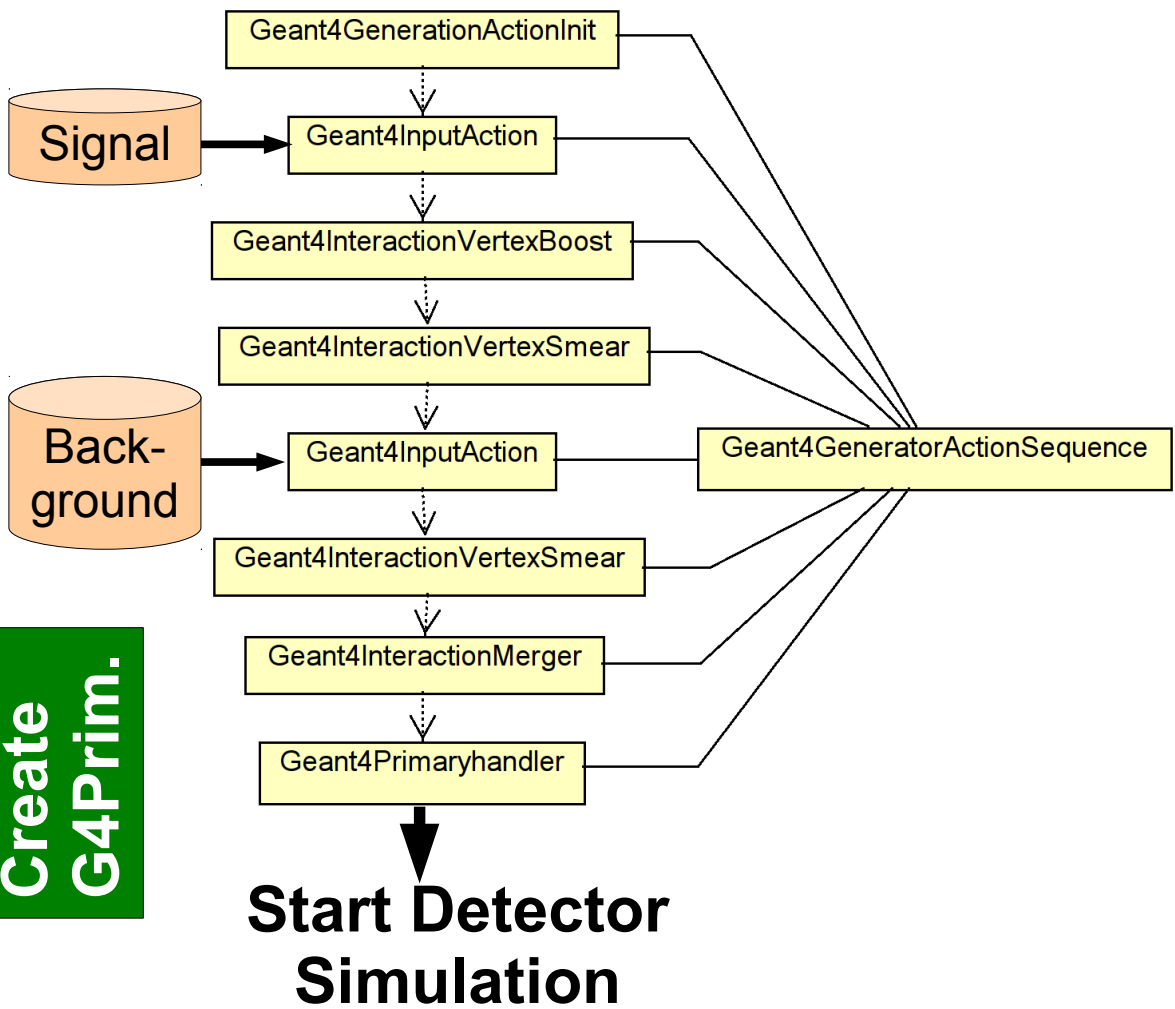 Geant4GenerationActionInit
Signal
Geant4InputAction
Geant4InteractionVertexBoost
Geant4InteractionVertexSmear
Back-
ground
Geant4InputAction
Geant4GeneratorActionSequence
Geant4InteractionVertexSmear
Geant4InteractionMerger
Geant4Primaryhandler
Create
G4Prim.
Start Detector
Simulation